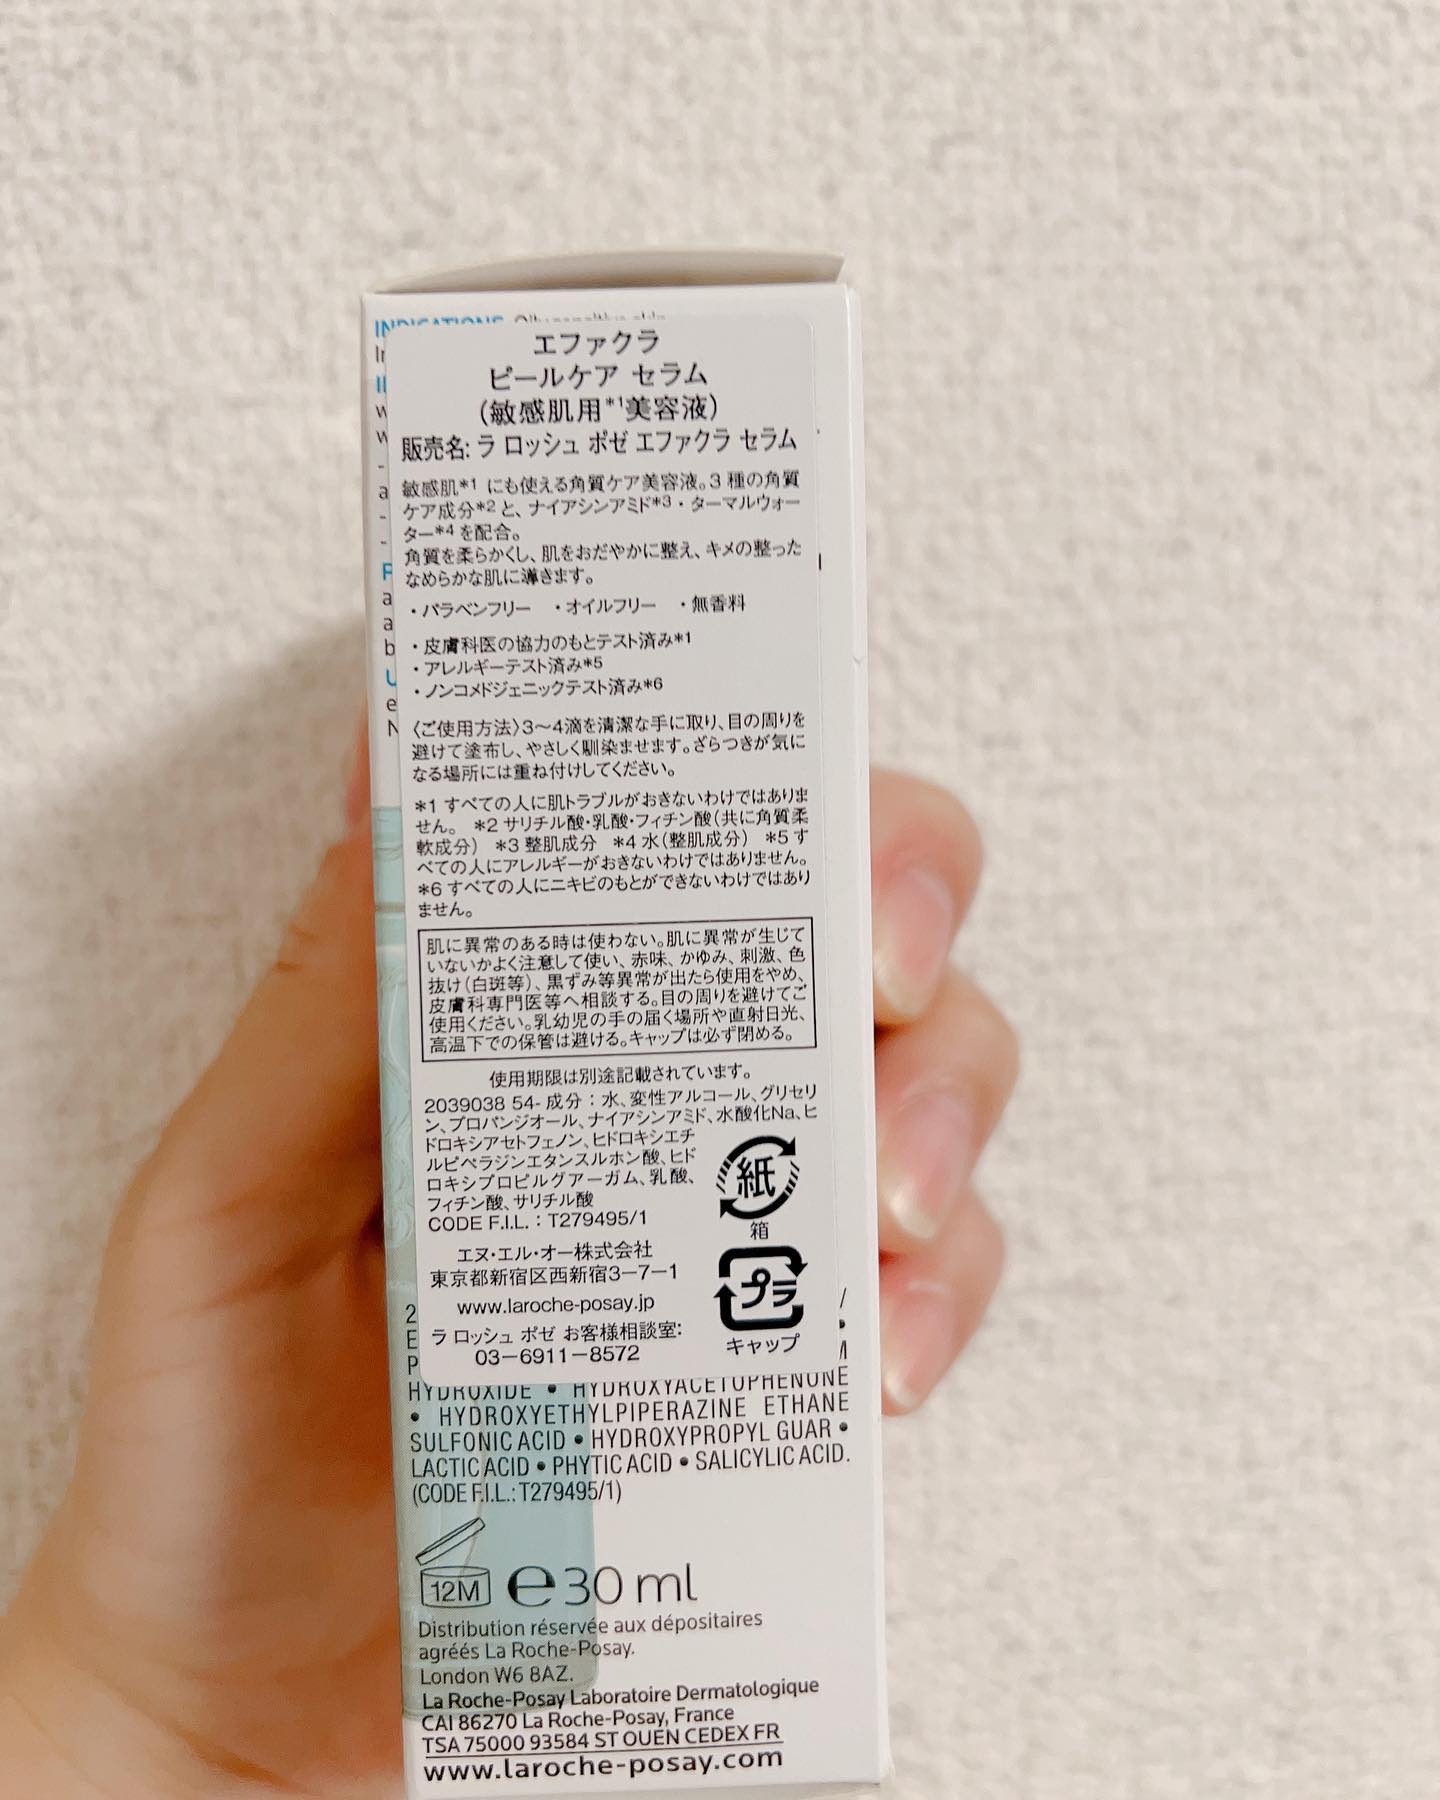 INDICATIONS Oily sensitive skin
エファクラ
ピールケア セラム
(敏感肌用*1美容液)
販売名: ラ ロッシュ ポゼ エファクラ セラム
敏感肌*1 にも使える角質ケア美容液。3 種の角質
ケア成分*2 と、ナイアシンアミド*3・ターマルウォー
ター*4 を配合。
角質を柔らかくし、肌をおだやかに整え、キメの整った
なめらかな肌に導きます。
・パラベンフリー ・オイルフリー ・無香料
・皮膚科医の協力のもとテスト済み*1
・アレルギーテスト済み*5
・ノンコメドジェニックテスト済み*6
〈ご使用方法〉3〜4滴を清潔な手に取り、目の周りを
避けて塗布し、やさしく馴染ませます。ざらつきが気に
なる場所には重ね付けしてください。
*1 すべての人に肌トラブルがおきないわけではありま
せん。 *2 サリチル酸・乳酸・フィチン酸(共に角質柔
軟成分) *3 整肌成分 *4 水(整肌成分) *5 す
べての人にアレルギーがおきないわけではありません。
*6 すべての人にニキビのもとができないわけではあり
ません。
肌に異常のある時は使わない。肌に異常が生じて
いないかよく注意して使い、赤味、かゆみ、刺激、色
抜け(白斑等)、黒ずみ等異常が出たら使用をやめ、
皮膚科専門医等へ相談する。目の周りを避けてご
使用ください。乳幼児の手の届く場所や直射日光、
高温下での保管は避ける。キャップは必ず閉める。
使用期限は別途記載されています。
2039038 54- 成分：水、変性アルコール、グリセリ
ン、プロパンジオール、ナイアシンアミド、水酸化Na、ヒ
ドロキシアセトフェノン、ヒドロキシエチ
ルピペラジンエタンスルホン酸、ヒド
ロキシプロピルグアーガム、乳酸、
フィチン酸、サリチル酸
CODE F.I.L.：T279495/1
紙
箱
エヌ・エル・オー株式会社
東京都新宿区西新宿3−7−1
www.laroche-posay.jp
ラ ロッシュ ポゼ お客様相談室:
03−6911−8572
プラ
キャップ
HYDROXIDE • HYDROXYACETOPHENONE
• HYDROXYETHYLPIPERAZINE ETHANE
SULFONIC ACID • HYDROXYPROPYL GUAR •
LACTIC ACID • PHYTIC ACID • SALICYLIC ACID.
(CODE F.I.L.: T279495/1)
12M ℮30 ml
Distribution réservée aux dépositaires
agréés La Roche-Posay.
London W6 8AZ.
La Roche-Posay Laboratoire Dermatologique
CAI 86270 La Roche-Posay, France
TSA 75000 93584 ST OUEN CEDEX FR
www.laroche-posay.com